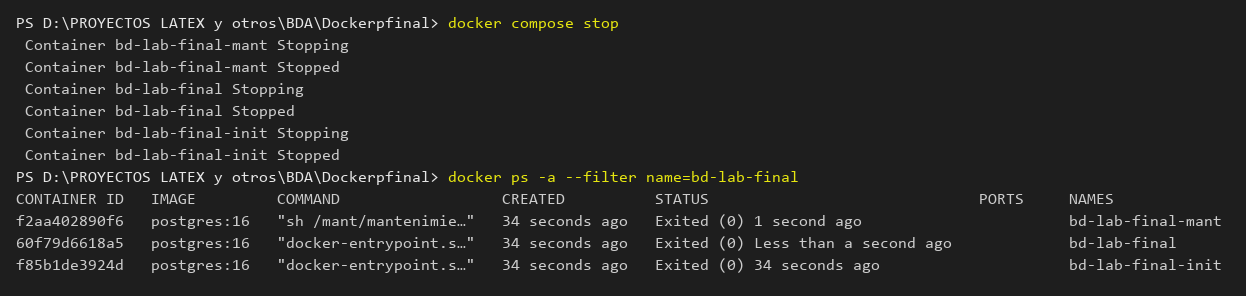 PS D:\PROYECTOS LATEX y otros\BDA\Dockerpfinal> docker compose stop
Container bd-lab-final-mant Stopping
Container bd-lab-final-mant Stopped
Container bd-lab-final Stopping
Container bd-lab-final Stopped
Container bd-lab-final-init Stopping
Container bd-lab-final-init Stopped
PS D:\PROYECTOS LATEX y otros\BDA\Dockerpfinal> docker ps -a --filter name=bd-lab-final
CONTAINER ID   IMAGE         COMMAND                  CREATED          STATUS                              PORTS     NAMES
f2aa402890f6   postgres:16   "sh /mant/mantenimie…"   34 seconds ago   Exited (0) 1 second ago                       bd-lab-final-mant
60f79d6618a5   postgres:16   "docker-entrypoint.s…"   34 seconds ago   Exited (0) Less than a second ago             bd-lab-final
f85b1de3924d   postgres:16   "docker-entrypoint.s…"   34 seconds ago   Exited (0) 34 seconds ago                     bd-lab-final-init